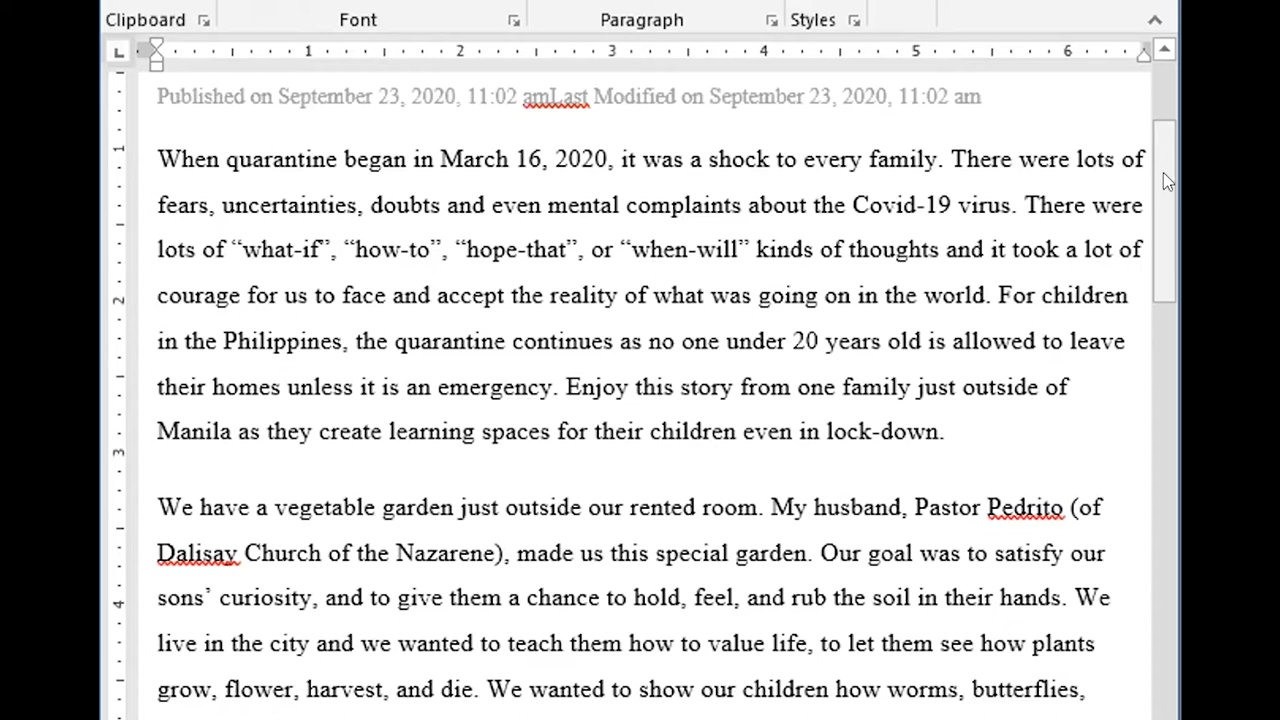 Clipboard Font Paragraph Styles
L 1 2 3 4 5 6
Published on September 23, 2020, 11:02 amLast Modified on September 23, 2020, 11:02 am
1
When quarantine began in March 16, 2020, it was a shock to every family. There were lots of
fears, uncertainties, doubts and even mental complaints about the Covid-19 virus. There were
lots of “what-if”, “how-to”, “hope-that”, or “when-will” kinds of thoughts and it took a lot of
2
courage for us to face and accept the reality of what was going on in the world. For children
in the Philippines, the quarantine continues as no one under 20 years old is allowed to leave
their homes unless it is an emergency. Enjoy this story from one family just outside of
Manila as they create learning spaces for their children even in lock-down.
3
We have a vegetable garden just outside our rented room. My husband, Pastor Pedrito (of
Dalisay Church of the Nazarene), made us this special garden. Our goal was to satisfy our
sons’ curiosity, and to give them a chance to hold, feel, and rub the soil in their hands. We
4
live in the city and we wanted to teach them how to value life, to let them see how plants
grow, flower, harvest, and die. We wanted to show our children how worms, butterflies,